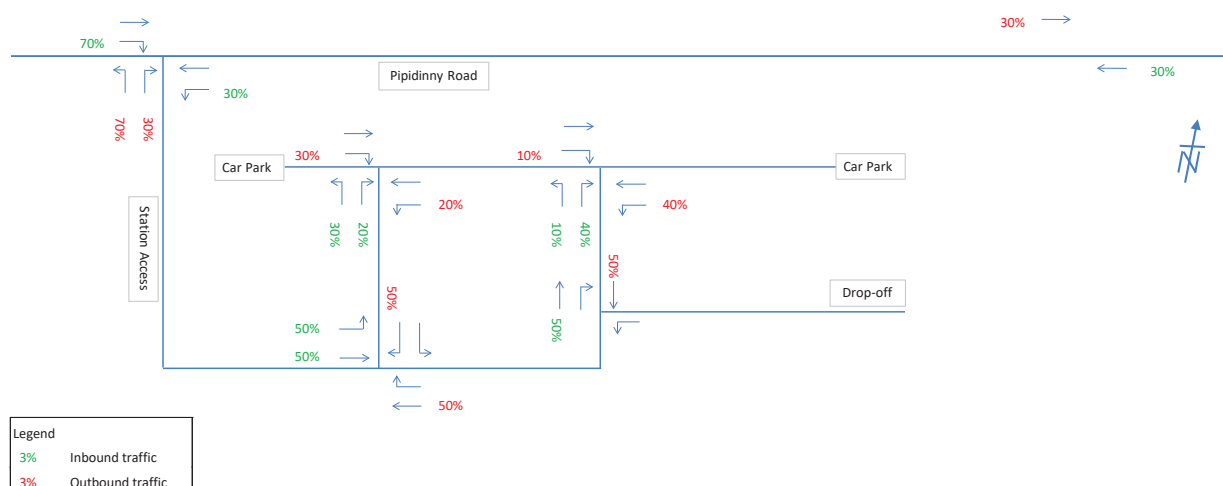 30%
70%
30%
Pipidinny Road
30%
70%
30%
N
30%
10%
Car Park
Car Park
20%
40%
Station Access
30%
20%
10%
40%
50%
50%
Drop-off
50%
50%
50%
50%
Legend
3% Inbound traffic
3% Outbound traffic